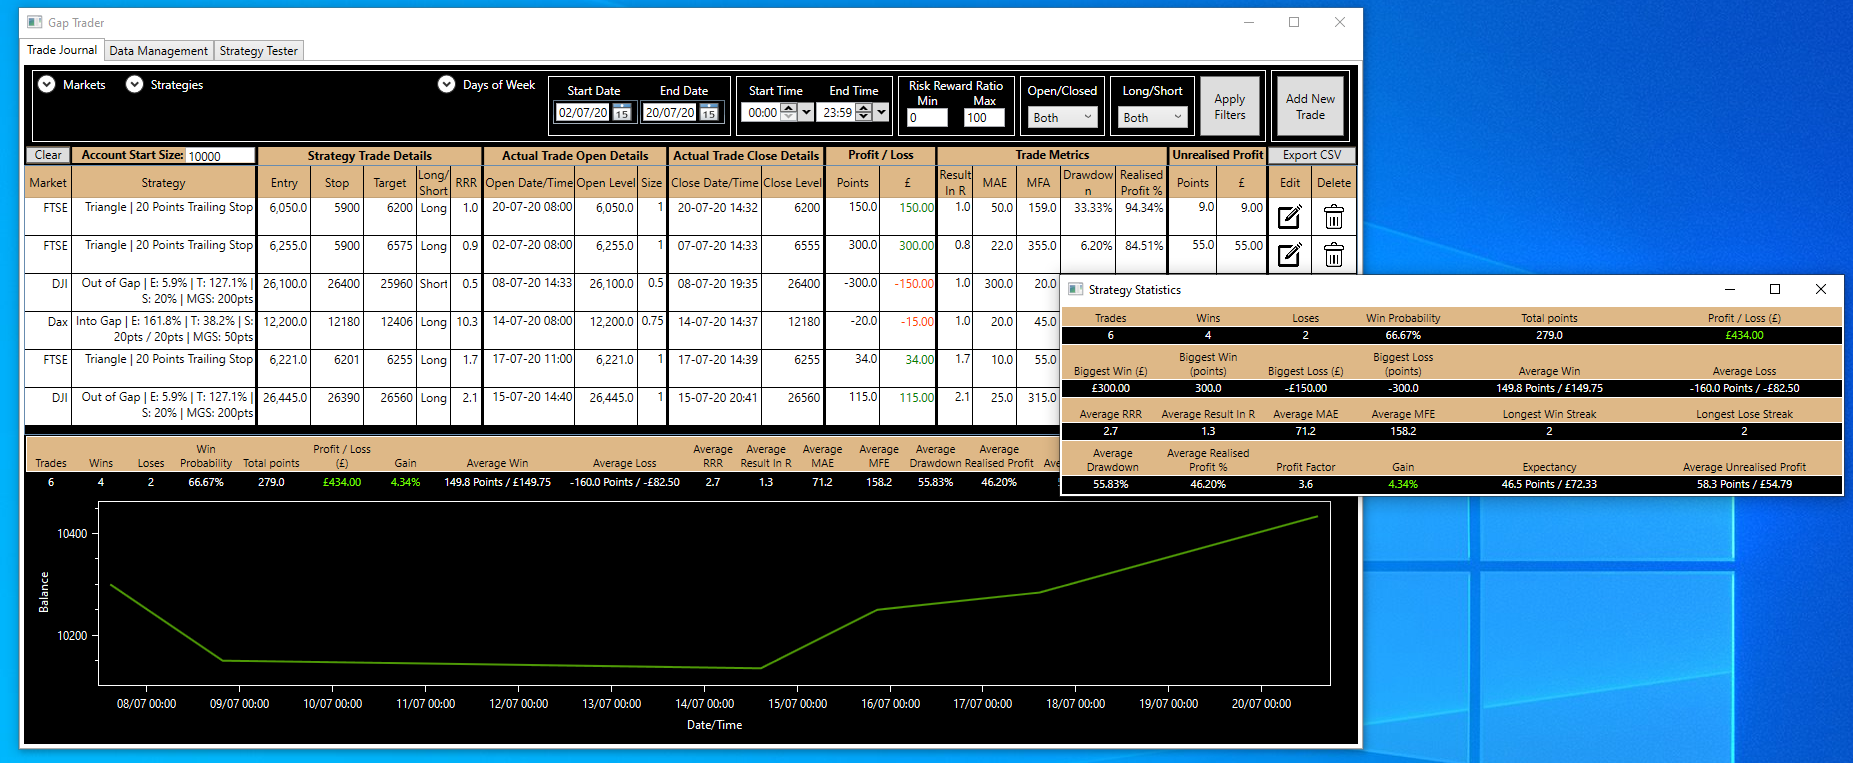 Gap Trader
Trade Journal Data Management Strategy Tester
Markets Strategies Days of Week
Start Date End Date
02/07/20 15 20/07/20 15
Start Time End Time
00:00 23:59
Risk Reward Ratio
Min Max
0 100
Open/Closed
Both
Long/Short
Both
Apply
Filters
Add New
Trade
Clear Account Start Size: 10000 Strategy Trade Details Actual Trade Open Details Actual Trade Close Details Profit / Loss Trade Metrics Unrealised Profit Export CSV
Market Strategy Entry Stop Target Long/
Short RRR Open Date/Time Open Level Size Close Date/Time Close Level Points £ Result
In R MAE MFA Drawdow
n Realised
Profit % Points £ Edit Delete
FTSE Triangle | 20 Points Trailing Stop 6,050.0 5900 6200 Long 1.0 20-07-20 08:00 6,050.0 1 20-07-20 14:32 6200 150.0 150.00 1.0 50.0 159.0 33.33% 94.34% 9.0 9.00
FTSE Triangle | 20 Points Trailing Stop 6,255.0 5900 6575 Long 0.9 02-07-20 08:00 6,255.0 1 07-07-20 14:33 6555 300.0 300.00 0.8 22.0 355.0 6.20% 84.51% 55.0 55.00
DJI Out of Gap | E: 5.9% | T: 127.1% |
S: 20% | MGS: 200pts 26,100.0 26400 25960 Short 0.5 08-07-20 14:33 26,100.0 0.5 08-07-20 19:35 26400 -300.0 -150.00 1.0 300.0 20.0
Dax Into Gap | E: 161.8% | T: 38.2% | S:
20pts / 20pts | MGS: 50pts 12,200.0 12180 12406 Long 10.3 14-07-20 08:00 12,200.0 0.75 14-07-20 14:37 12180 -20.0 -15.00 1.0 20.0 45.0
FTSE Triangle | 20 Points Trailing Stop 6,221.0 6201 6255 Long 1.7 17-07-20 11:00 6,221.0 1 17-07-20 14:39 6255 34.0 34.00 1.7 10.0 55.0
DJI Out of Gap | E: 5.9% | T: 127.1% |
S: 20% | MGS: 200pts 26,445.0 26390 26560 Long 2.1 15-07-20 14:40 26,445.0 1 15-07-20 20:41 26560 115.0 115.00 2.1 25.0 315.0
Trades Wins Loses Win
Probability Total points Profit / Loss
(£) Gain Average Win Average Loss Average
RRR Average
Result In R Average
MAE Average
MFE Average
Drawdown Average
Realised Profit
6 4 2 66.67% 279.0 £434.00 4.34% 149.8 Points / £149.75 -160.0 Points / -£82.50 2.7 1.3 71.2 158.2 55.83% 46.20%
10400
10200
Balance
08/07 00:00 09/07 00:00 10/07 00:00 11/07 00:00 12/07 00:00 13/07 00:00 14/07 00:00 15/07 00:00 16/07 00:00 17/07 00:00 18/07 00:00 19/07 00:00 20/07 00:00
Date/Time
Strategy Statistics
Trades Wins Loses Win Probability Total points Profit / Loss (£)
6 4 2 66.67% 279.0 £434.00
Biggest Win (£) Biggest Win
(points) Biggest Loss (£) Biggest Loss
(points) Average Win Average Loss
£300.00 300.0 -£150.00 -300.0 149.8 Points / £149.75 -160.0 Points / -£82.50
Average RRR Average Result In R Average MAE Average MFE Longest Win Streak Longest Lose Streak
2.7 1.3 71.2 158.2 2 2
Average
Drawdown Average Realised
Profit % Profit Factor Gain Expectancy Average Unrealised Profit
55.83% 46.20% 3.6 4.34% 46.5 Points / £72.33 58.3 Points / £54.79